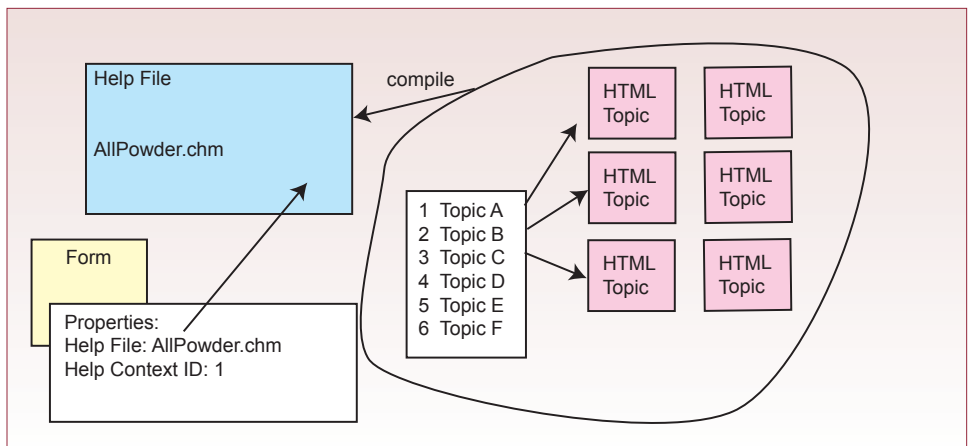 Help File
AllPowder.chm
compile
HTML
Topic
HTML
Topic
HTML
Topic
HTML
Topic
HTML
Topic
HTML
Topic
1 Topic A
2 Topic B
3 Topic C
4 Topic D
5 Topic E
6 Topic F
Form
Properties:
Help File: AllPowder.chm
Help Context ID: 1